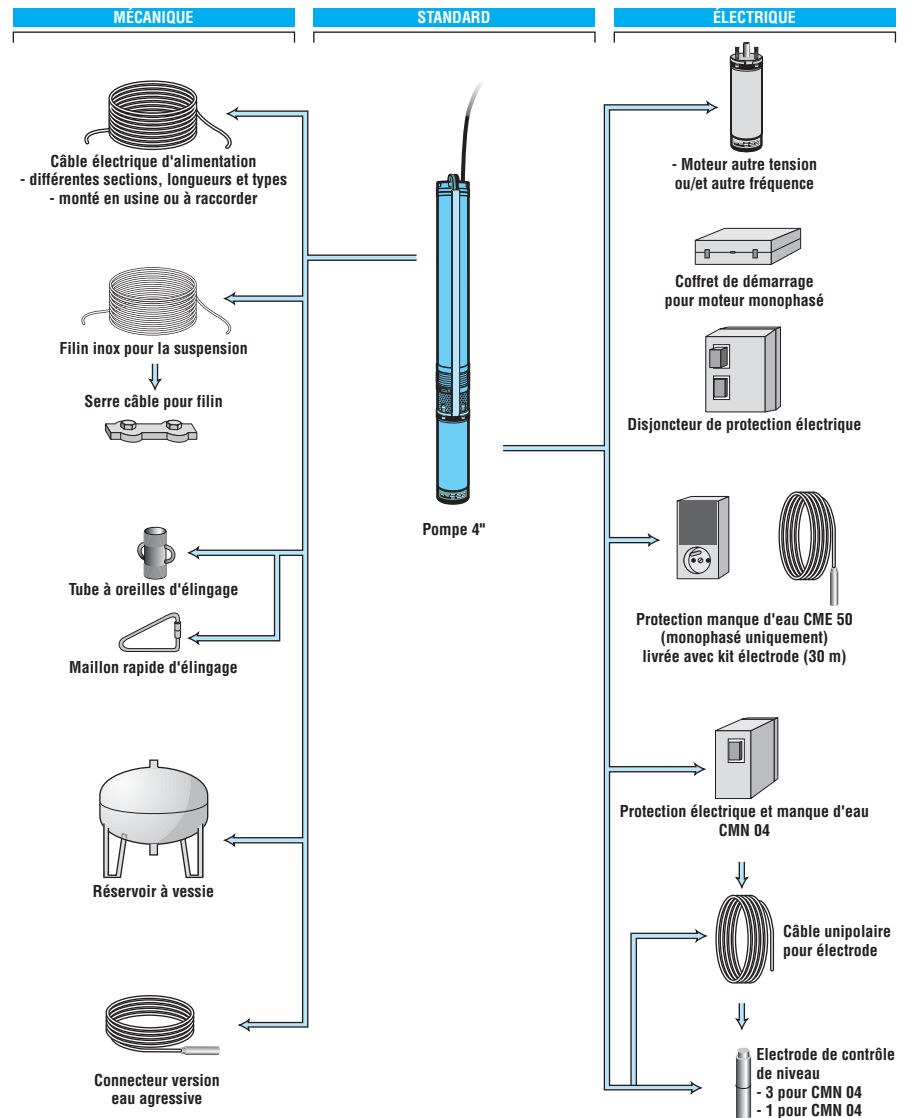 MÉCANIQUE
STANDARD
ÉLECTRIQUE
Câble électrique d'alimentation
- différentes sections, longueurs et types
- monté en usine ou à raccorder
Filin inox pour la suspension
Serre câble pour filin
Tube à oreilles d'élingage
Maillon rapide d'élingage
Réservoir à vessie
Connecteur version
eau agressive
Pompe 4"
- Moteur autre tension
ou/et autre fréquence
Coffret de démarrage
pour moteur monophasé
Disjoncteur de protection électrique
Protection manque d'eau CME 50
(monophasé uniquement)
livrée avec kit électrode (30 m)
Protection électrique et manque d'eau
CMN 04
Câble unipolaire
pour électrode
Electrode de contrôle
de niveau
- 3 pour CMN 04
- 1 pour CMN 04